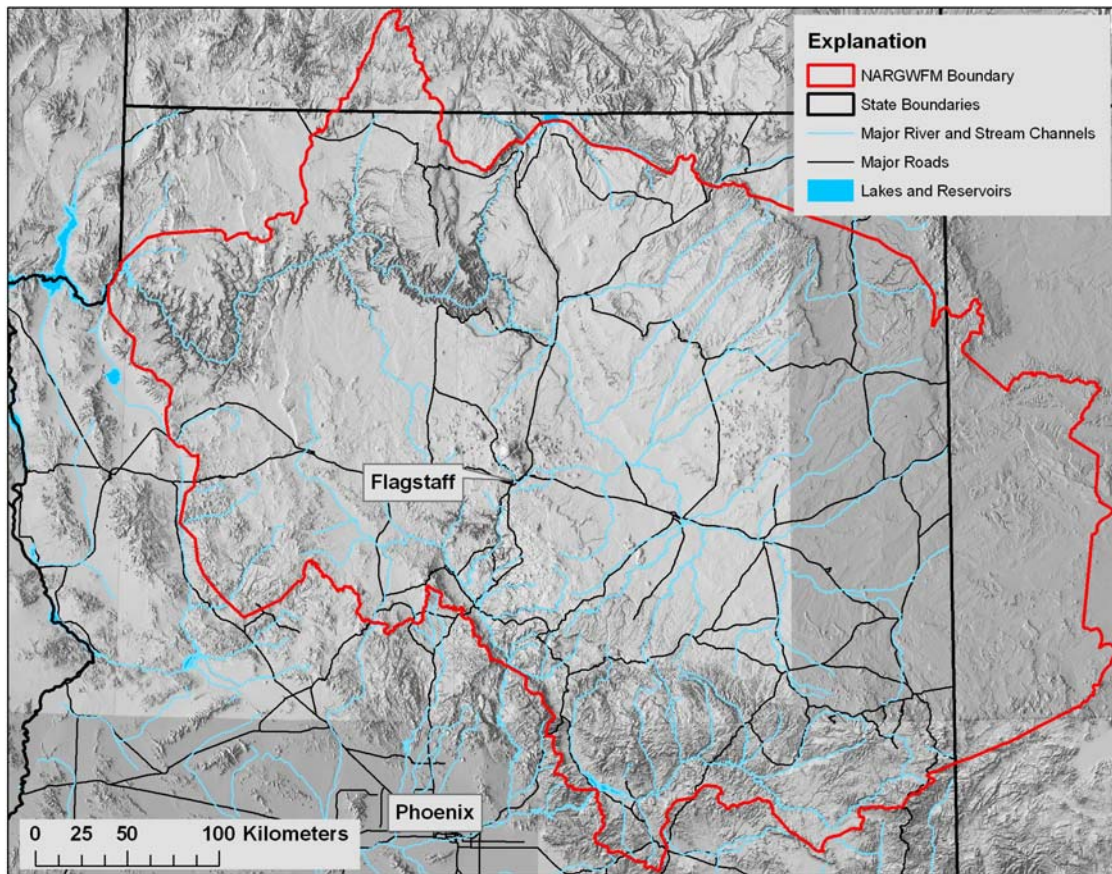 Explanation
NARGWFM Boundary
State Boundaries
Major River and Stream Channels
Major Roads
Lakes and Reservoirs
Flagstaff
Phoenix
0 25 50 100 Kilometers